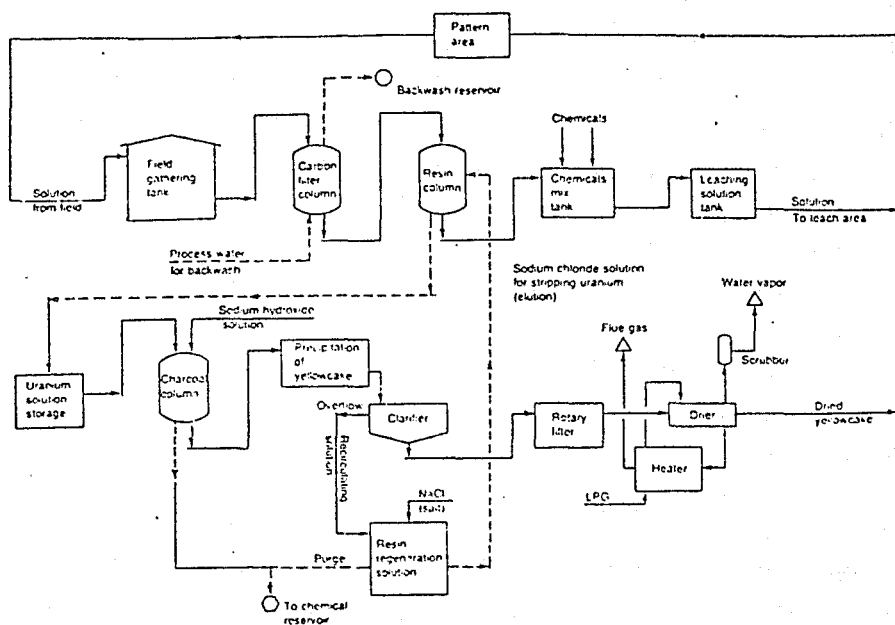 Pattern
area
Backwash reservoir
Chemicals
Field
gathering
tank
Carbon
filter
column
Resin
column
Chemicals
mix
tank
Leaching
solution
tank
Solution
from field
Solution
To leach area
Process water
for backwash
Sodium chloride solution
for stripping uranium
(elution)
Water vapor
Sodium hydroxide
solution
Flue gas
Precipitation
of
yellowcake
Scrubber
Uranium
solution
storage
Charcoal
column
Overflow
Clarifier
Rotary
filter
Drier
Dried
yellowcake
Recirculating
solution
Heater
NaCl
(salt)
LPG
Purge
Resin
regeneration
solution
To chemical
reservoir